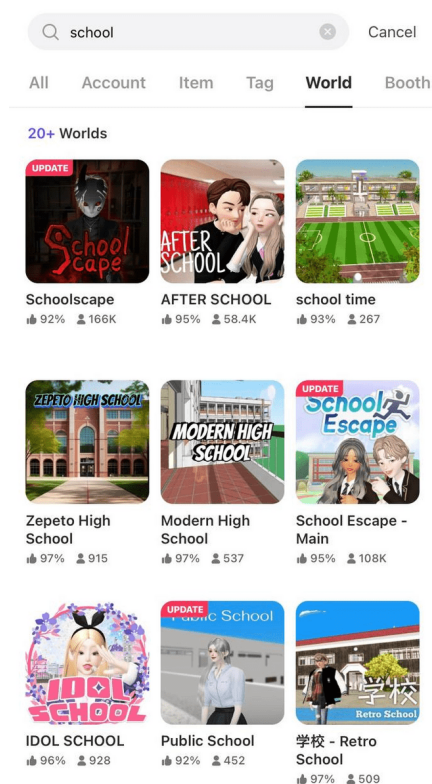 school
Cancel
All Account Item Tag World Booth
20+ Worlds
UPDATE
School
cape
AFTER
SCHOOL
Schoolscape
AFTER SCHOOL
school time
92% 166K
95% 58.4K
93% 267
ZEPETO HIGH SCHOOL
MODERN HIGH
SCHOOL
UPDATE
School
Escape
Zepeto High
School
Modern High
School
School Escape -
Main
97% 915
97% 537
95% 108K
IDOL
SCHOOL
UPDATE
Public School
学校
Retro School
IDOL SCHOOL
Public School
学校 - Retro
School
96% 928
92% 452
97% 509